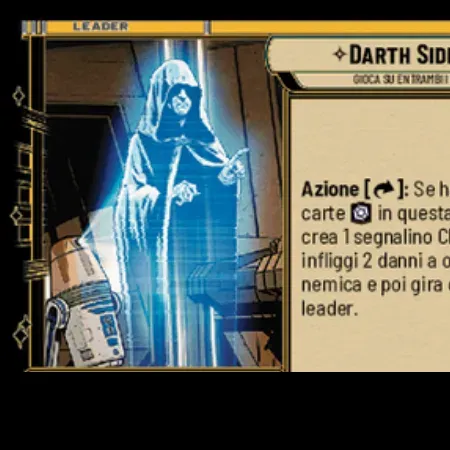 LEADER
DARTH SID
GIOCA SU ENTRAMBI I
Azione [ ]: Se h
carte in questa
crea 1 segnalino Cl
infliggi 2 danni a o
nemica e poi gira
leader.